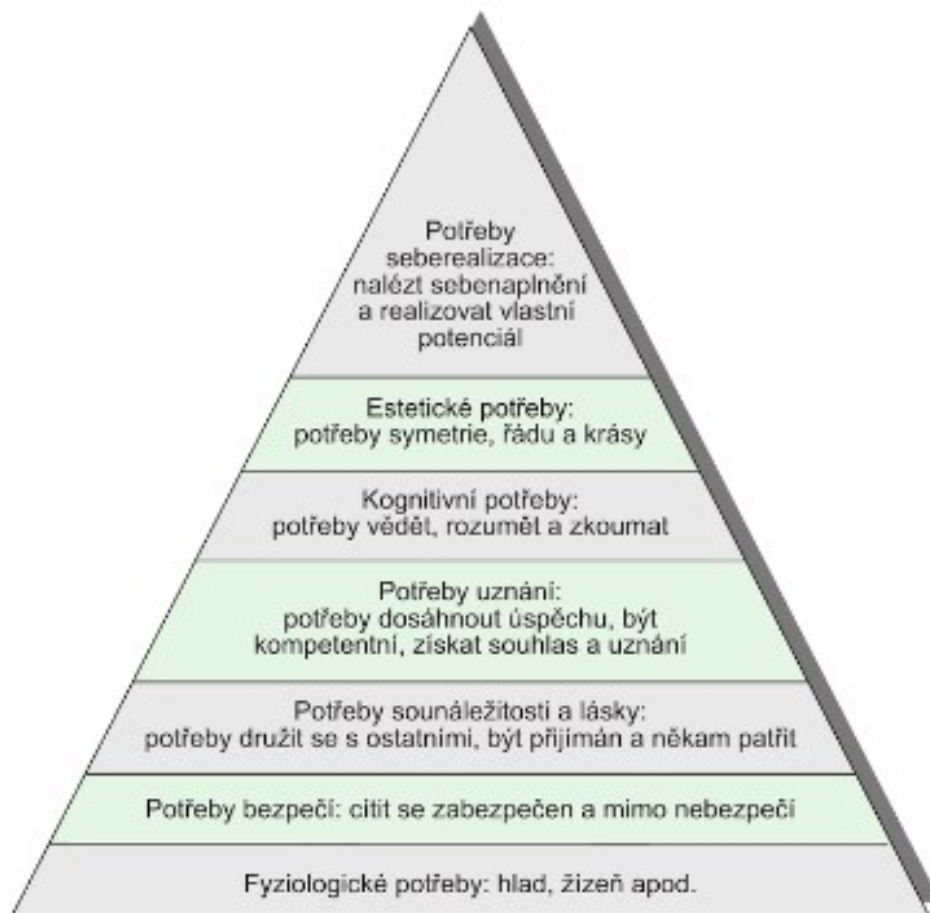 Potřeby
seberealizace:
nalézt sebenaplnění
a realizovat vlastní
potenciál
Estetické potřeby:
potřeby symetrie, řádu a krásy
Kognitivní potřeby:
potřeby vědět, rozumět a zkoumat
Potřeby uznání:
potřeby dosáhnout úspěchu, být
kompetentní, získat souhlas a uznání
Potřeby sounáležitosti a lásky:
potřeby družit se s ostatními, být přijímán a někam patřit
Potřeby bezpečí: cítit se zabezpečen a mimo nebezpečí
Fyziologické potřeby: hlad, žízeň apod.